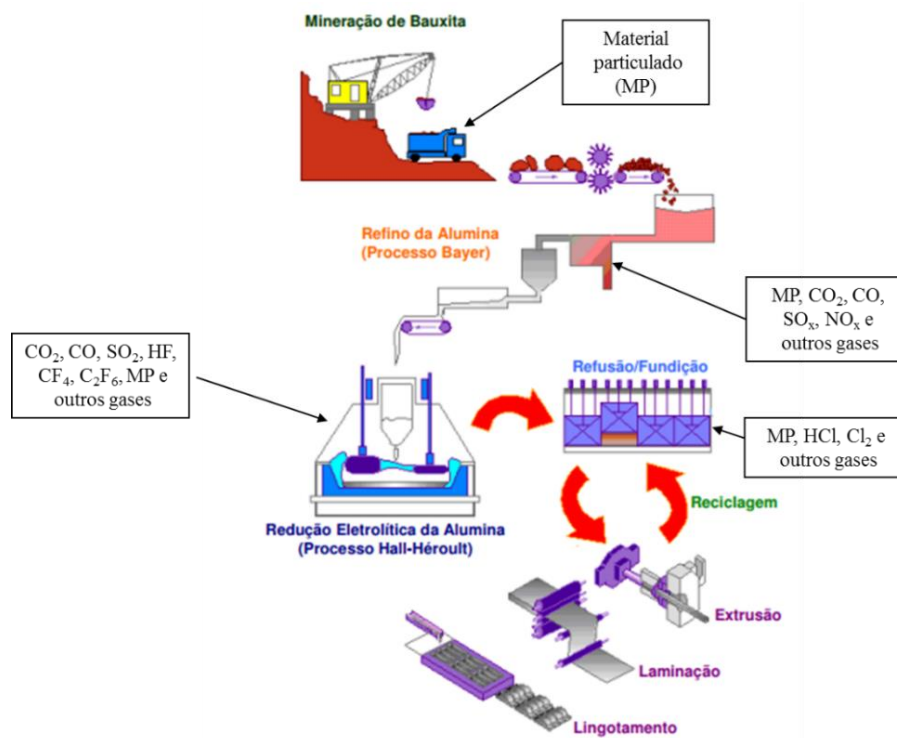 Mineração de Bauxita
Material
particulado
(MP)
Refino da Alumina
(Processo Bayer)
MP, CO₂, CO,
SOₓ, NOₓ e
outros gases
CO₂, CO, SO₂, HF,
CF₄, C₂F₆, MP e
outros gases
Refusão/Fundição
MP, HCl, Cl₂ e
outros gases
Reciclagem
Redução Eletrolítica da Alumina
(Processo Hall-Héroult)
Extrusão
Laminação
Lingotamento